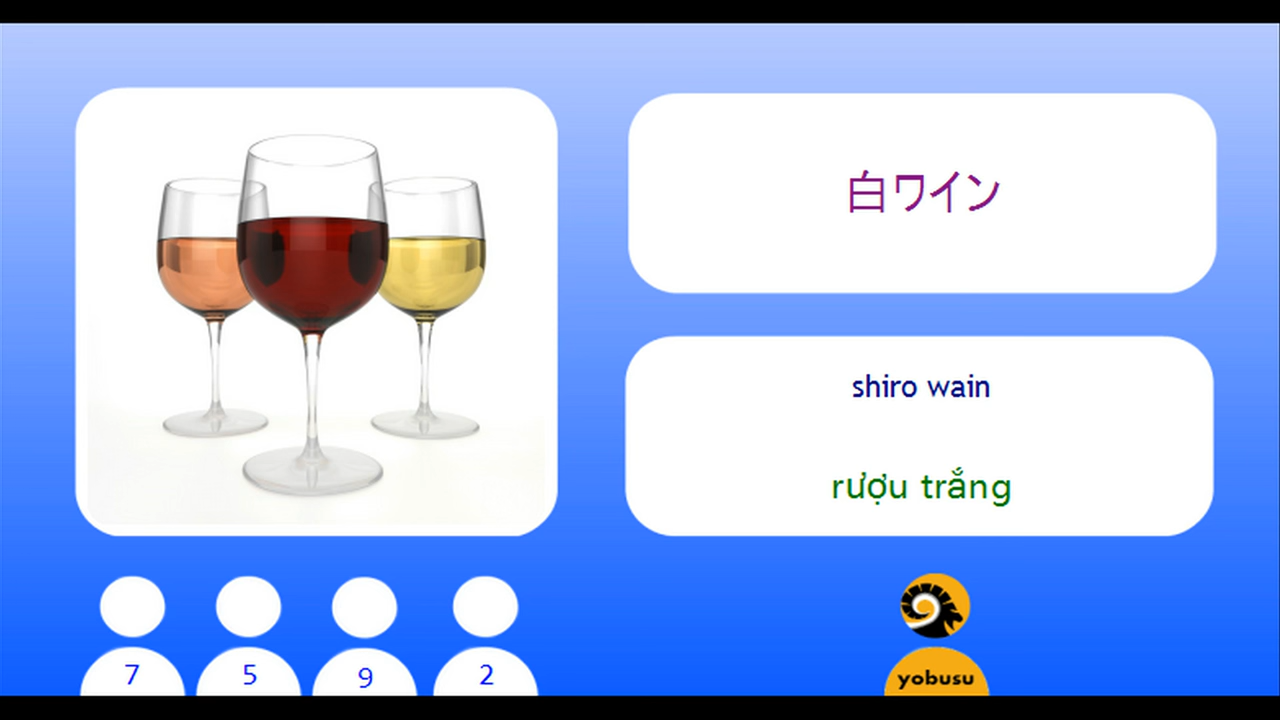 白ワイン
shiro wain
rượu trắng
7 5 9 2
yobusu